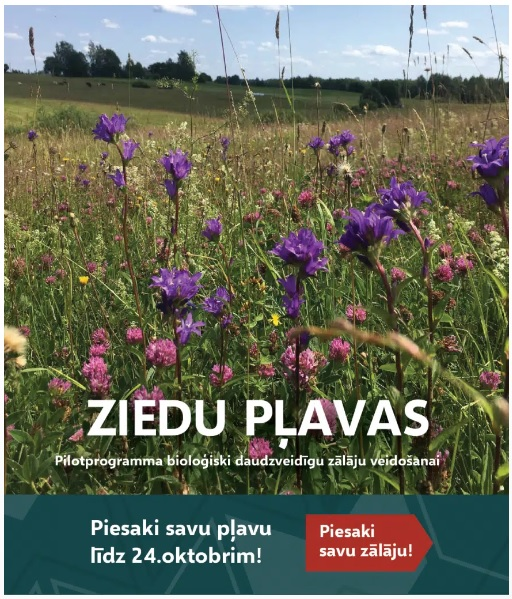 ZIEDU PĻAVAS
Pilotprogramma bioloģiski daudzveidīgu zālāju veidošanai
Piesaki savu pļavu
līdz 24.oktobrim!
Piesaki
savu zālāju!